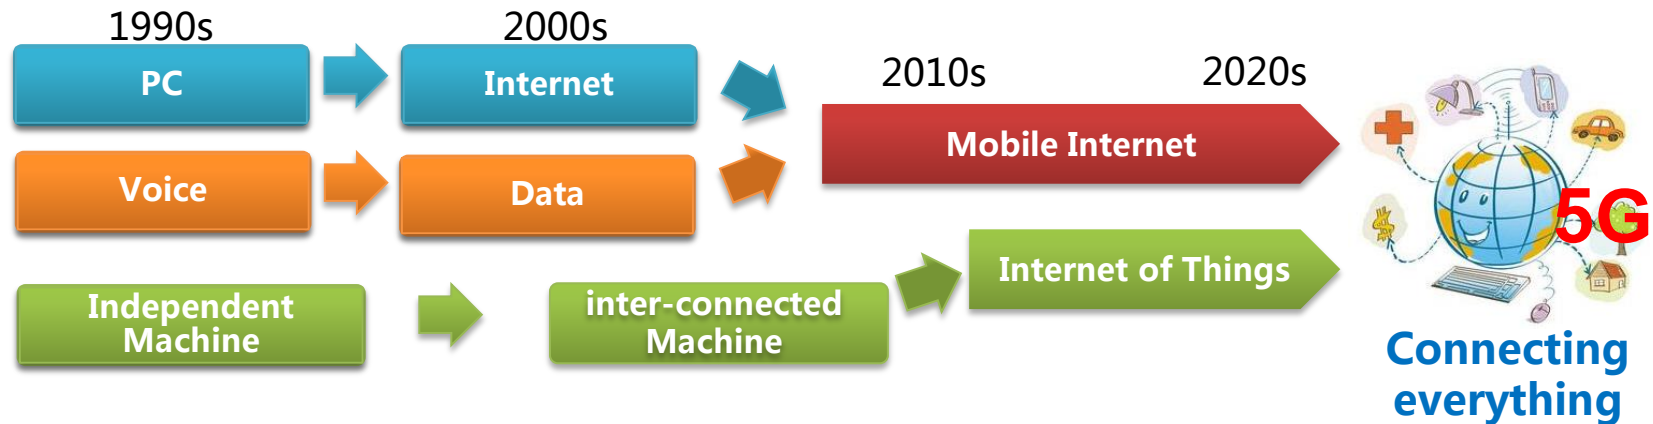 1990s
2000s
2010s
2020s
PC
Internet
Mobile Internet
Voice
Data
5G
Independent
Machine
inter-connected
Machine
Internet of Things
Connecting
everything